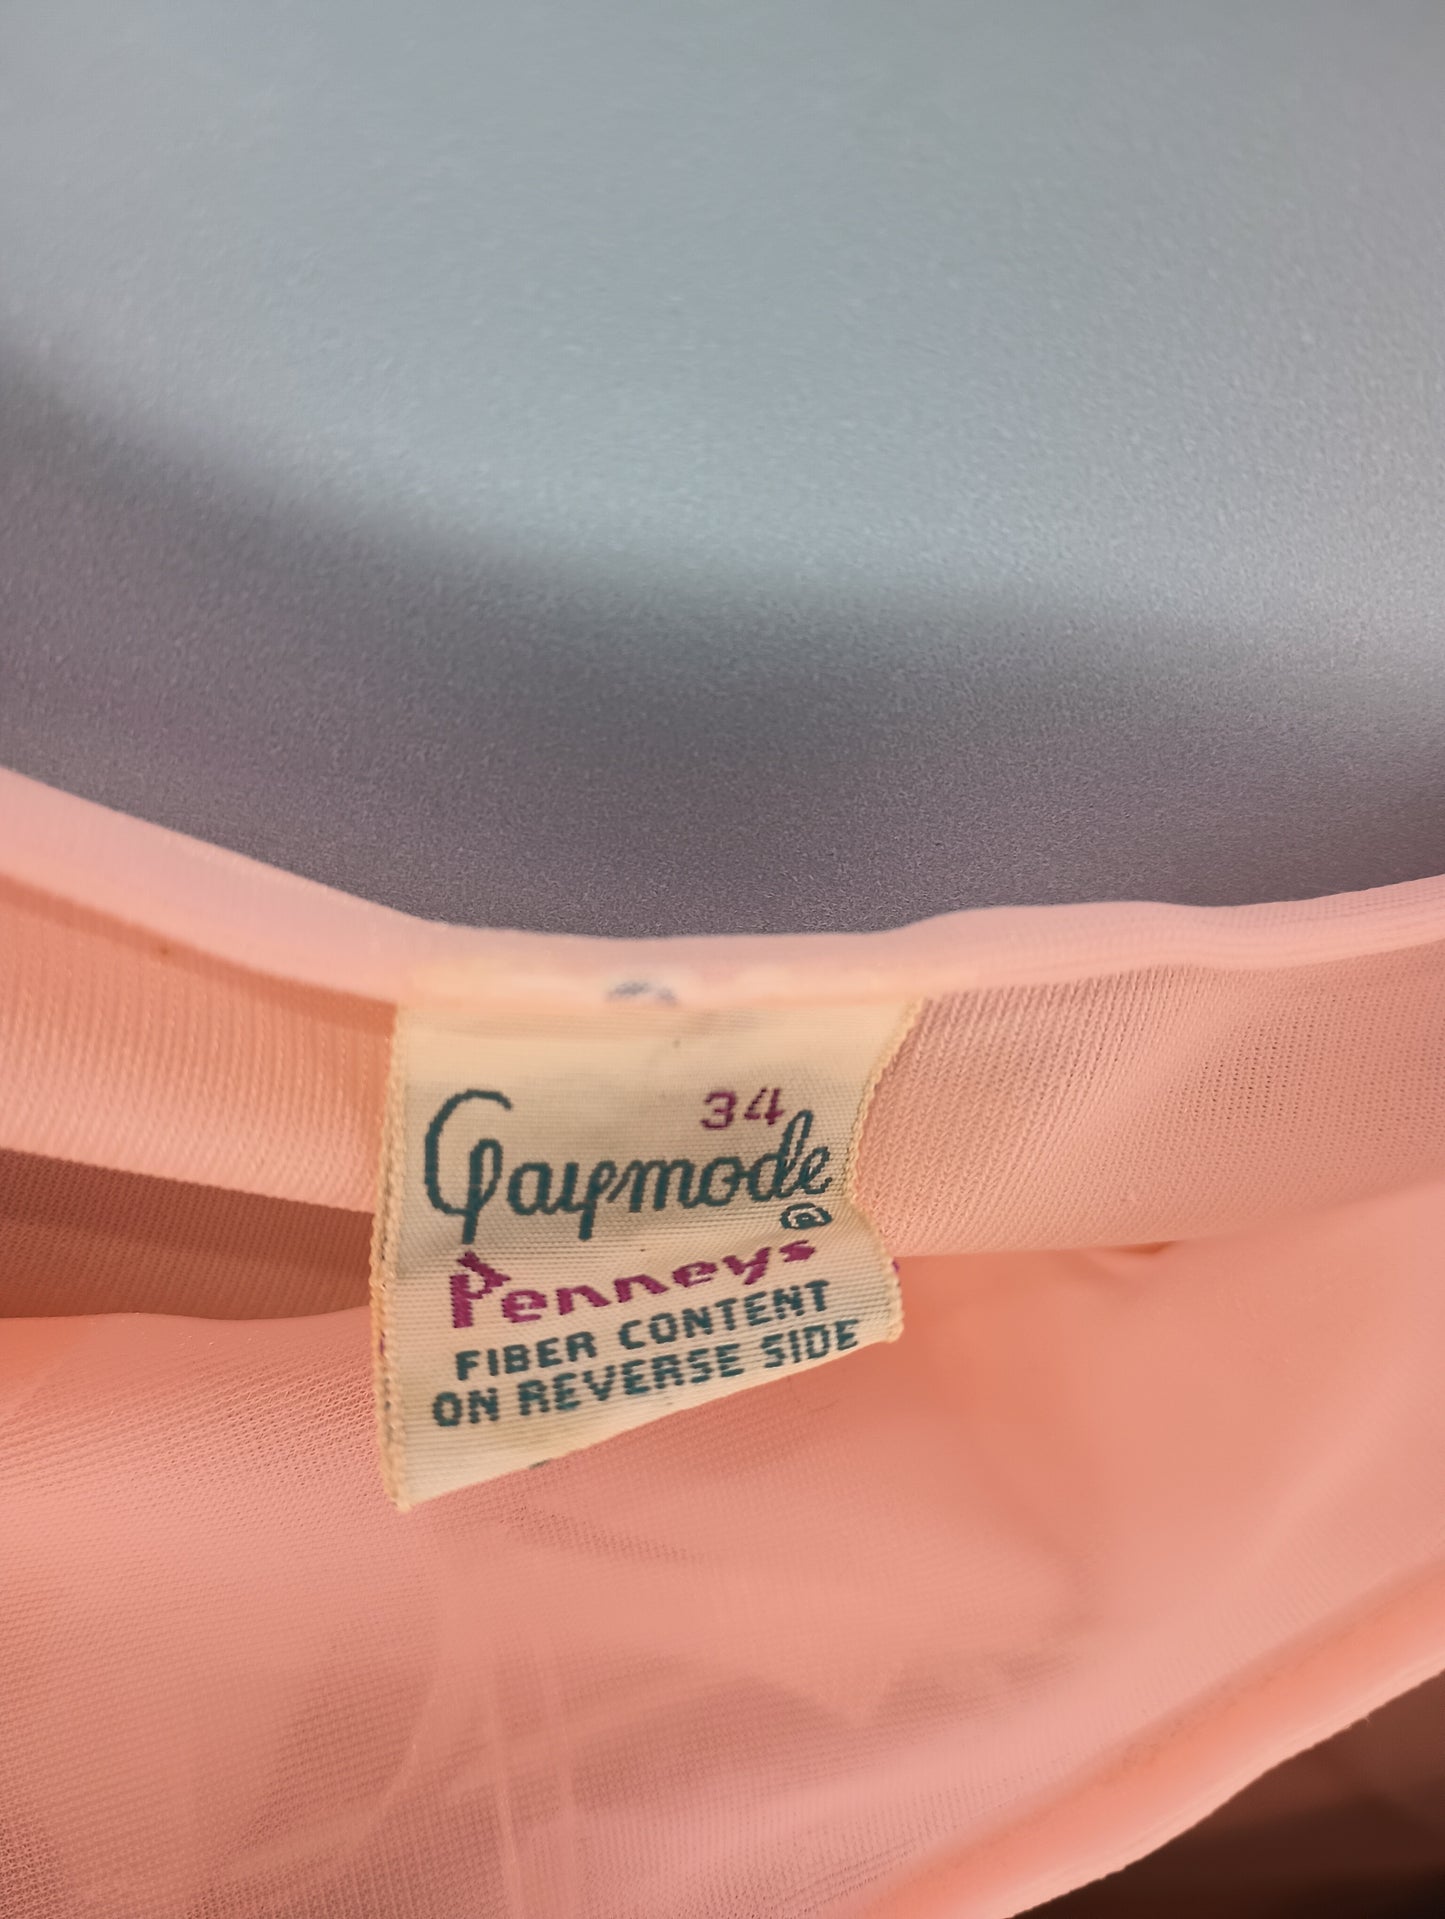 34
Gaymode
®
Penneys
FIBER CONTENT
ON REVERSE SIDE